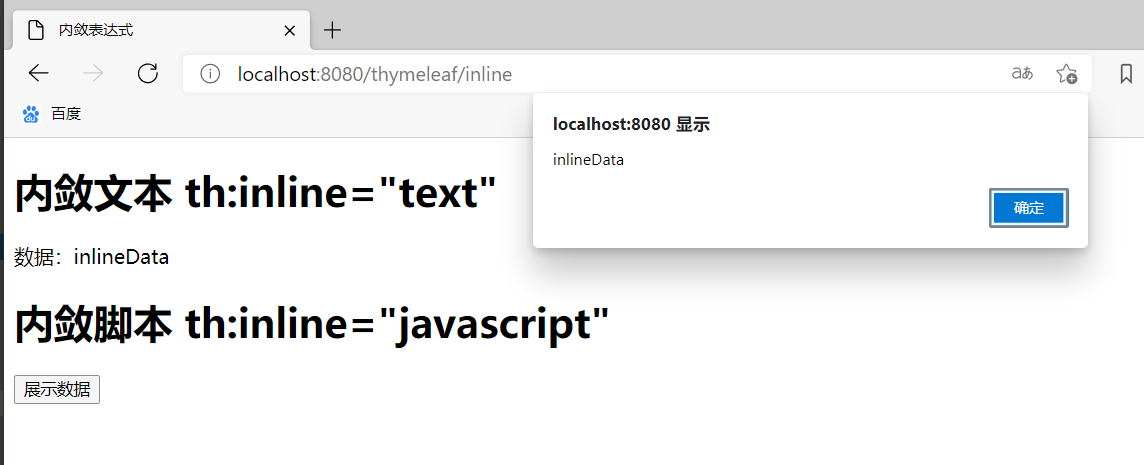 内敛表达式
localhost:8080/thymeleaf/inline
aあ
百度
localhost:8080 显示
inlineData
确定
内敛文本 th:inline="text"
数据：inlineData
内敛脚本 th:inline="javascript"
展示数据